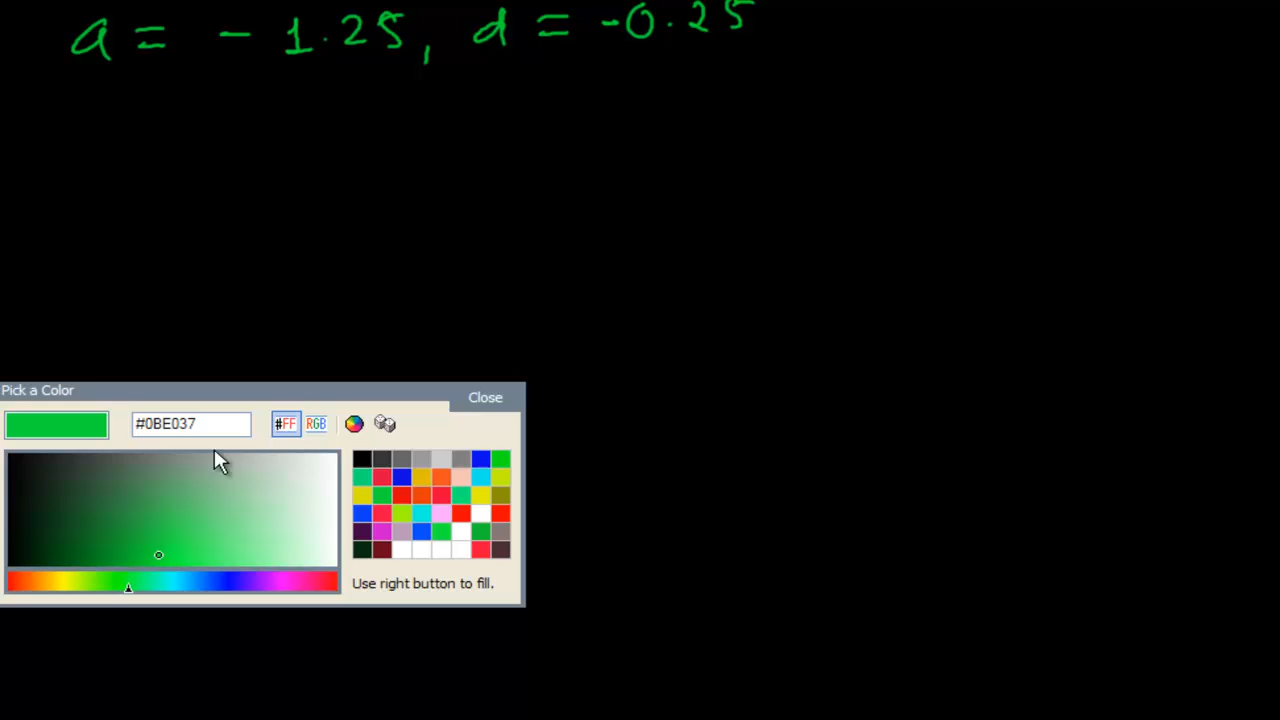 a = - 1.25, d = -0.25
Pick a Color
Close
#0BE037
#FF RGB
Use right button to fill.